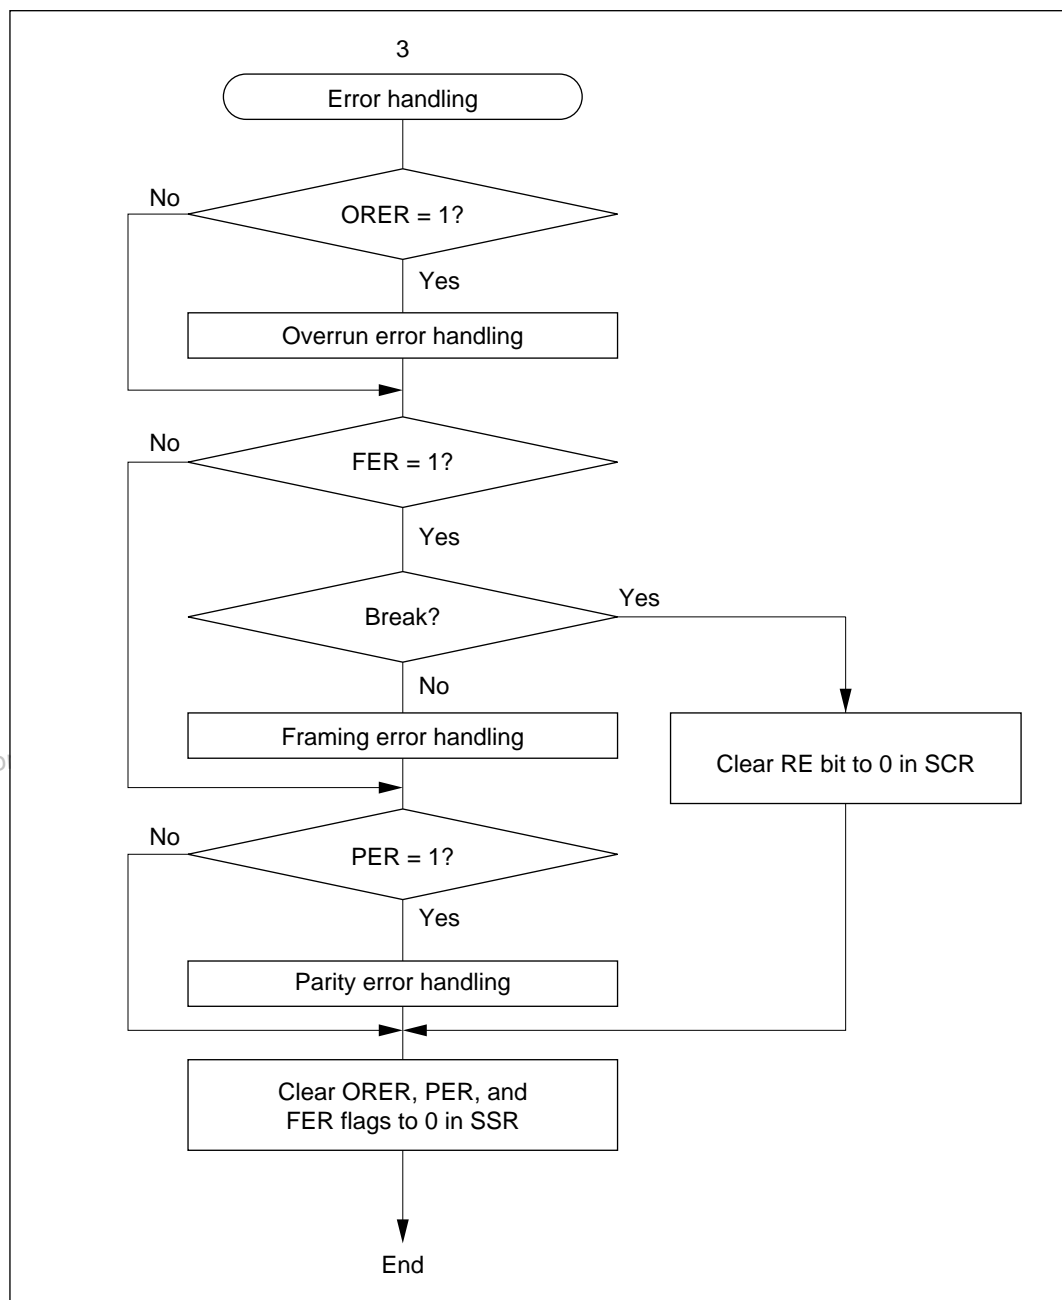 3
Error handling
No
ORER = 1?
Yes
Overrun error handling
No
FER = 1?
Yes
Break?
Yes
No
Framing error handling
Clear RE bit to 0 in SCR
No
PER = 1?
Yes
Parity error handling
Clear ORER, PER, and
FER flags to 0 in SSR
End